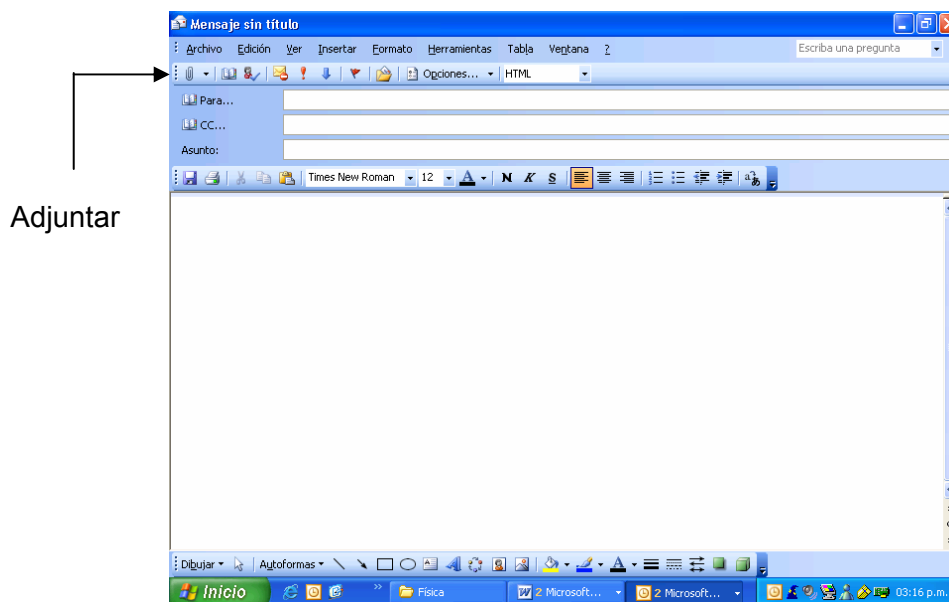 Mensaje sin título
Archivo Edición Ver Insertar Formato Herramientas Tabla Ventana ? Escriba una pregunta
Opciones... HTML
Para...
CC...
Asunto:
Times New Roman 12 A N K S
Adjuntar
Dibujar Autoformas A
Inicio » Física 2 Microsoft... 2 Microsoft... 03:16 p.m.